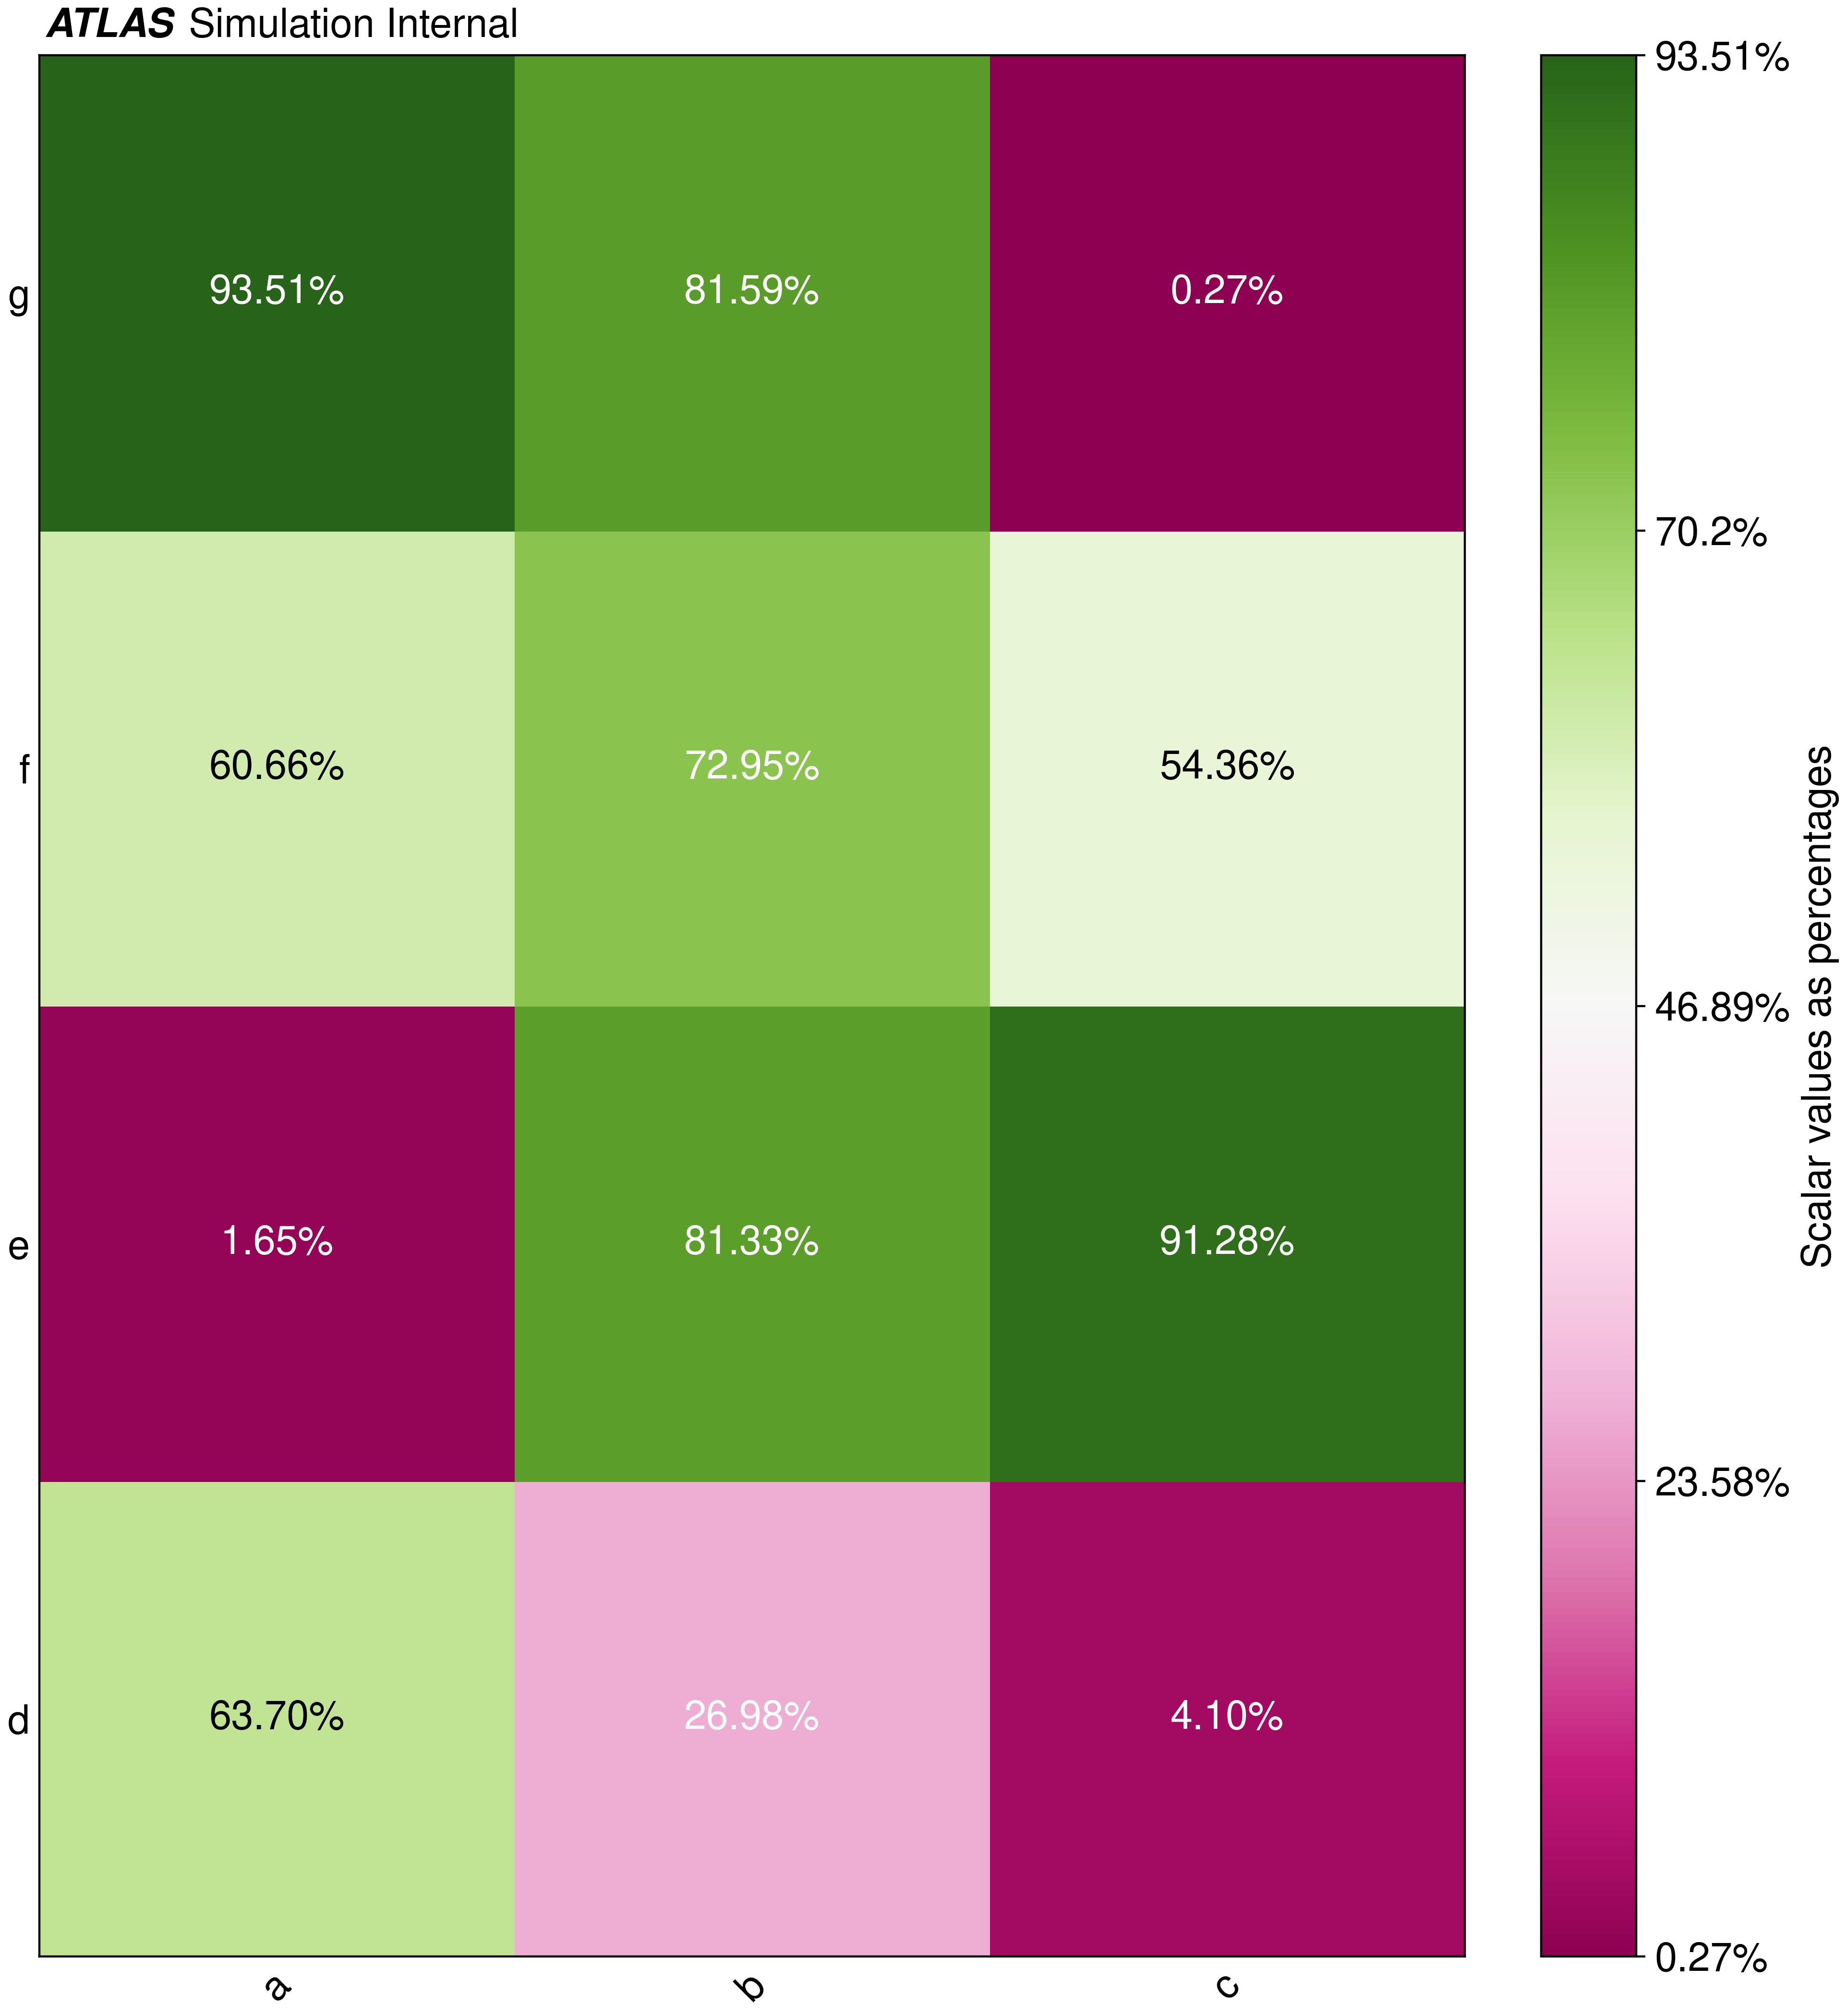 ATLAS Simulation Internal
93.51%
g 93.51% 81.59% 0.27%
70.2%
f 60.66% 72.95% 54.36%
46.89%
Scalar values as percentages
e 1.65% 81.33% 91.28%
23.58%
d 63.70% 26.98% 4.10%
0.27%
a b c